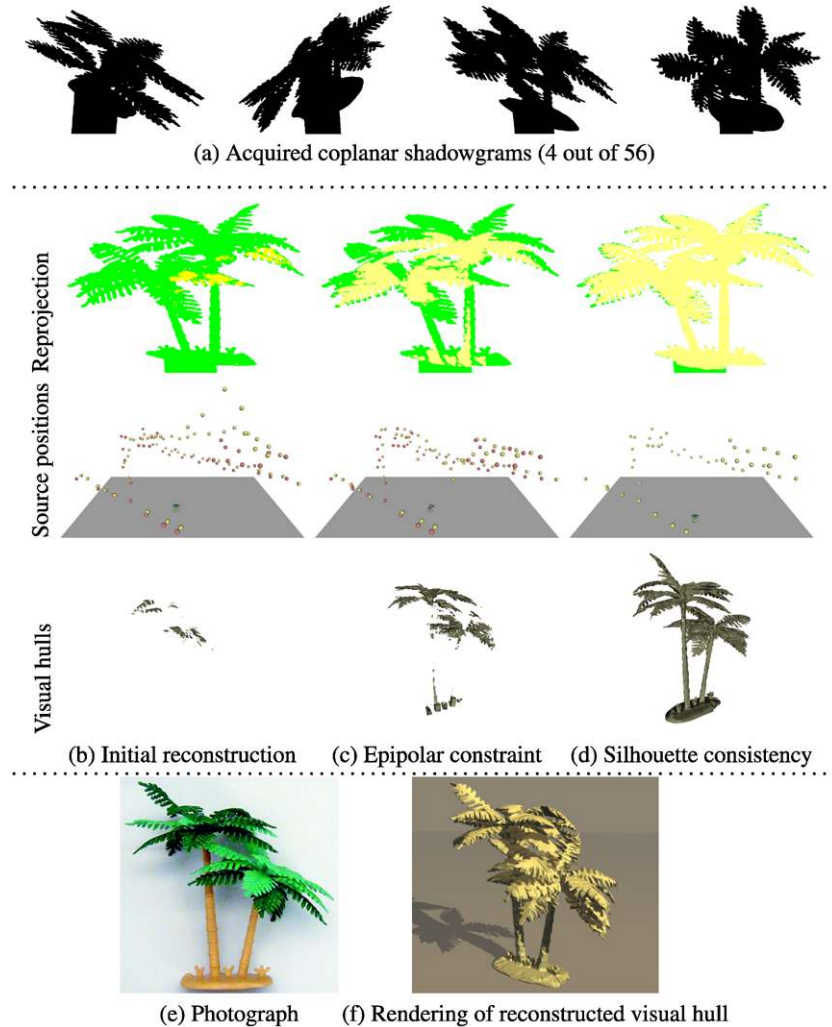 (a) Acquired coplanar shadowgrams (4 out of 56)
Reprojection
Source positions
Visual hulls
(b) Initial reconstruction
(c) Epipolar constraint
(d) Silhouette consistency
(e) Photograph
(f) Rendering of reconstructed visual hull